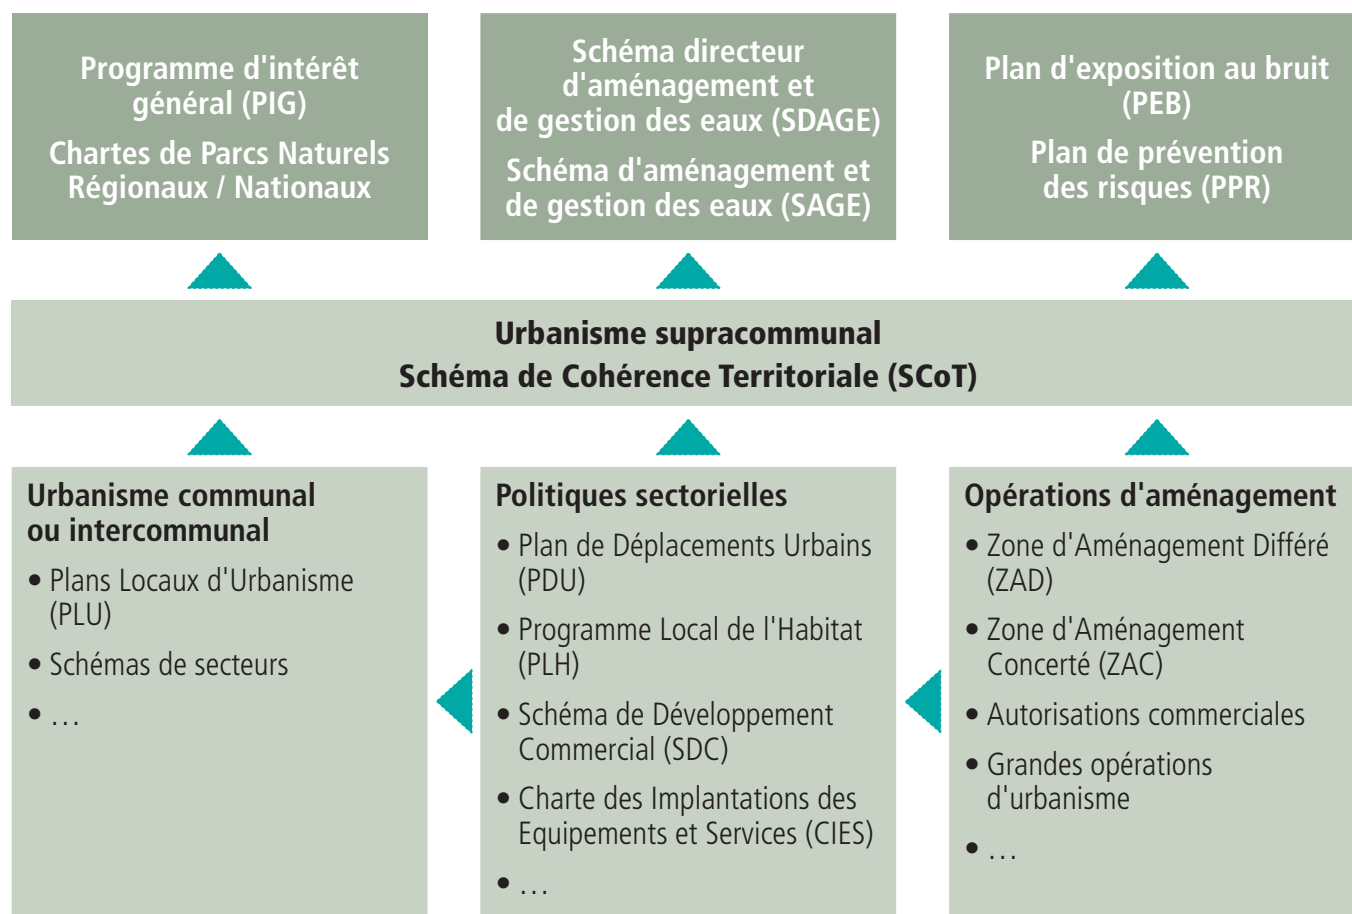 Programme d'intérêt
général (PIG)
Chartes de Parcs Naturels
Régionaux / Nationaux
Schéma directeur
d'aménagement et
de gestion des eaux (SDAGE)
Schéma d'aménagement et
de gestion des eaux (SAGE)
Plan d'exposition au bruit
(PEB)
Plan de prévention
des risques (PPR)
Urbanisme supracommunal
Schéma de Cohérence Territoriale (SCoT)
Urbanisme communal
ou intercommunal
• Plans Locaux d'Urbanisme
(PLU)
• Schémas de secteurs
• ...
Politiques sectorielles
• Plan de Déplacements Urbains
(PDU)
• Programme Local de l'Habitat
(PLH)
• Schéma de Développement
Commercial (SDC)
• Charte des Implantations des
Equipements et Services (CIES)
• ...
Opérations d'aménagement
• Zone d'Aménagement Différé
(ZAD)
• Zone d'Aménagement
Concerté (ZAC)
• Autorisations commerciales
• Grandes opérations
d'urbanisme
• ...